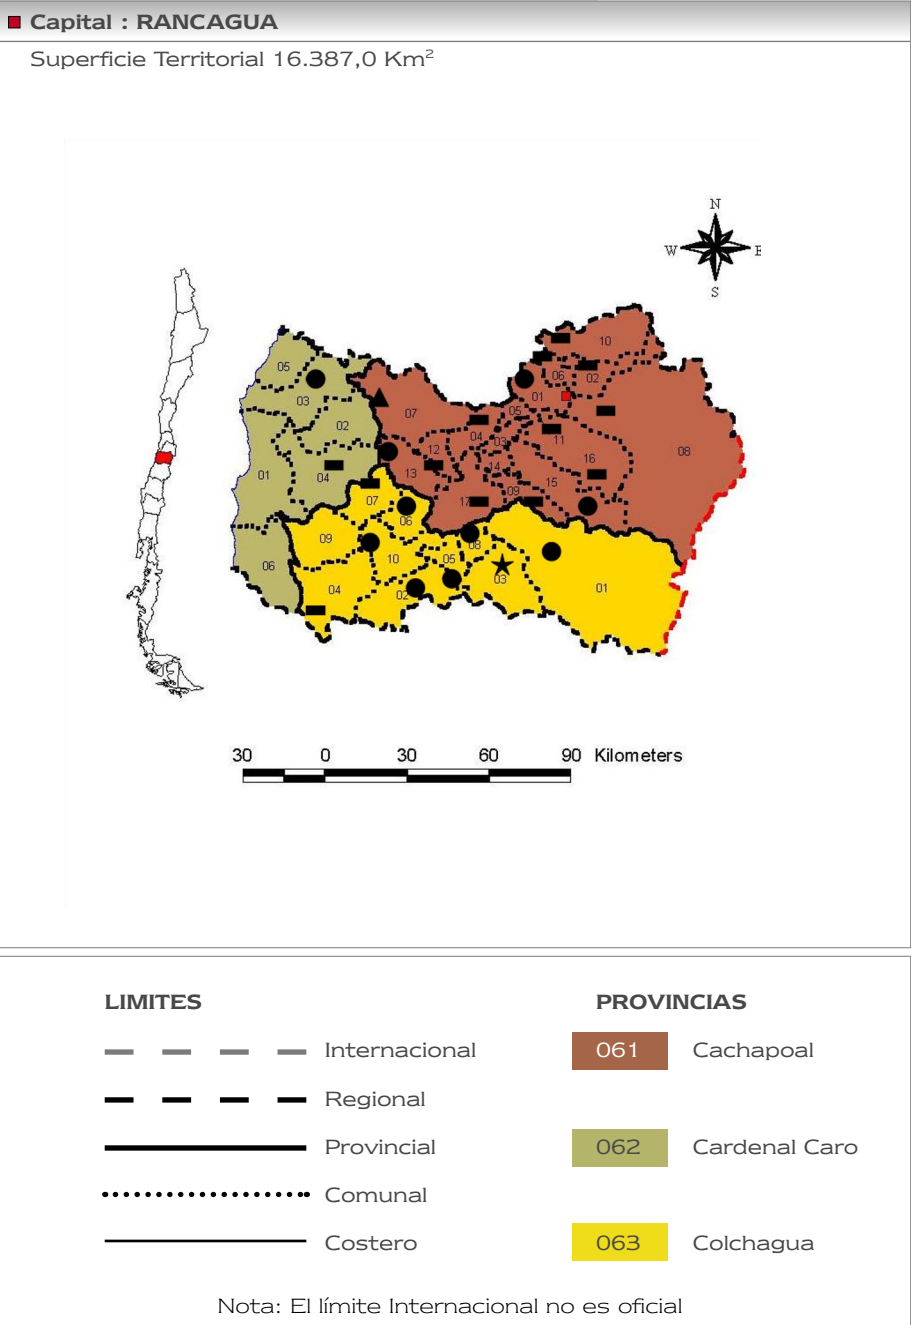 Capital : RANCAGUA
Superficie Territorial 16.387,0 Km²
N
W E
S
10
05
06 02
03 01
07 05
02 04 03 11
12 16 08
01 04 13 14 15
07 17 09
06
09 08
10 05
06 04 02 03 01
30 0 30 60 90 Kilometers
LIMITES PROVINCIAS
Internacional 061 Cachapoal
Regional
Provincial 062 Cardenal Caro
Comunal
Costero 063 Colchagua
Nota: El límite Internacional no es oficial